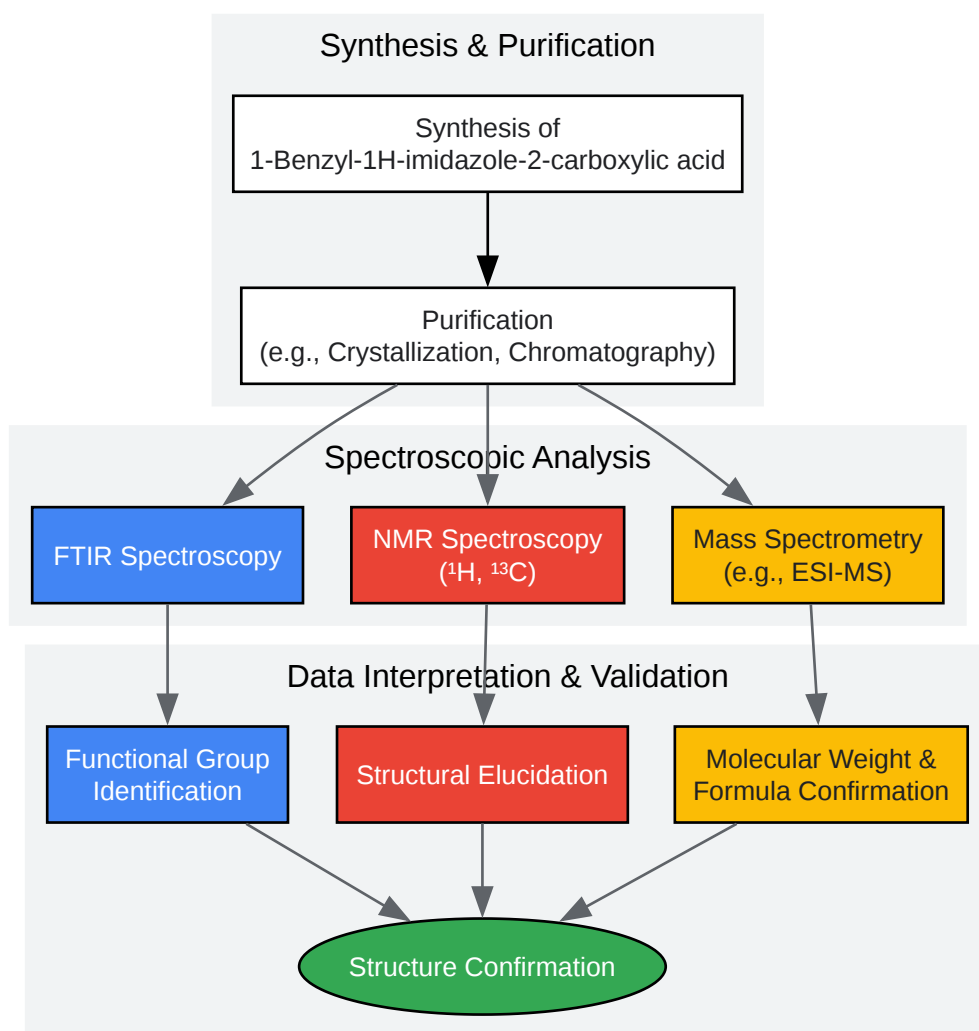 Synthesis & Purification
Synthesis of
1-Benzyl-1H-imidazole-2-carboxylic acid
Purification
(e.g., Crystallization, Chromatography)
Spectroscopic Analysis
FTIR Spectroscopy
NMR Spectroscopy
(¹H, ¹³C)
Mass Spectrometry
(e.g., ESI-MS)
Data Interpretation & Validation
Functional Group
Identification
Structural Elucidation
Molecular Weight &
Formula Confirmation
Structure Confirmation